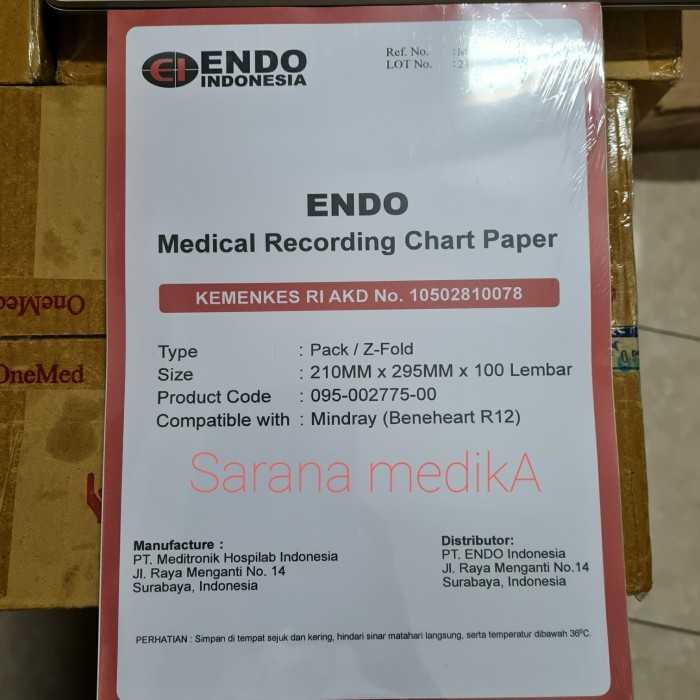 EI ENDO
INDONESIA
Ref. No. :
LOT No. :
ENDO
Medical Recording Chart Paper
KEMENKES RI AKD No. 10502810078
Type : Pack / Z-Fold
Size : 210MM x 295MM x 100 Lembar
Product Code : 095-002775-00
Compatible with : Mindray (Beneheart R12)
Sarana medikA
Manufacture :
PT. Meditronik Hospilab Indonesia
Jl. Raya Menganti No. 14
Surabaya, Indonesia
Distributor:
PT. ENDO Indonesia
Jl. Raya Menganti No.14
Surabaya, Indonesia
PERHATIAN : Simpan di tempat sejuk dan kering, hindari sinar matahari langsung, serta temperatur dibawah 36⁰C.
OneMed
OneMed